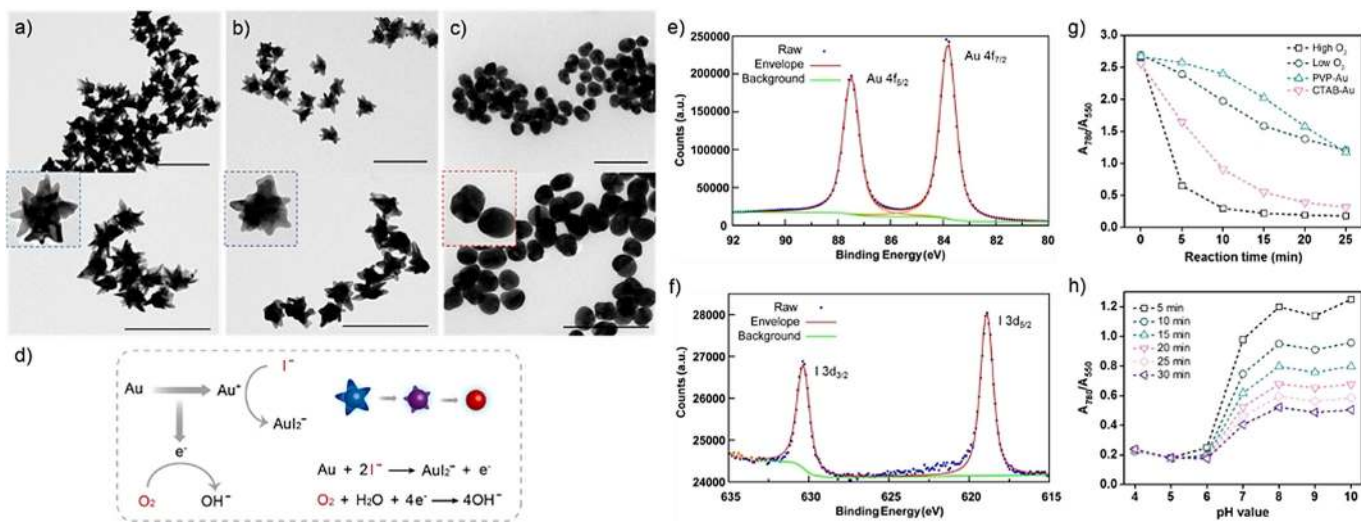 a)
b)
c)
d)
Au
Au⁺
I⁻
AuI₂⁻
e⁻
O₂
OH⁻
Au + 2I⁻ → AuI₂⁻ + e⁻
O₂ + H₂O + 4e⁻ → 4OH⁻
e)
Raw
Envelope
Background
Au 4f₅/₂
Au 4f₇/₂
Counts (a.u.)
250000
200000
150000
100000
50000
0
92 90 88 86 84 82 80
Binding Energy (eV)
f)
Raw
Envelope
Background
I 3d₃/₂
I 3d₅/₂
Counts (a.u.)
28000
27000
26000
25000
24000
635 630 620 615
Binding Energy (eV)
g)
High O₂
Low O₂
PVP-Au
CTAB-Au
A₇₈₀/A₅₅₀
3.0
2.5
2.0
1.5
1.0
0.5
0.0
0 5 10 15 20 25
Reaction time (min)
h)
5 min
10 min
15 min
20 min
25 min
30 min
A₇₈₀/A₅₅₀
1.2
1.0
0.8
0.6
0.4
0.2
0.0
4 5 6 7 8 9 10
pH value